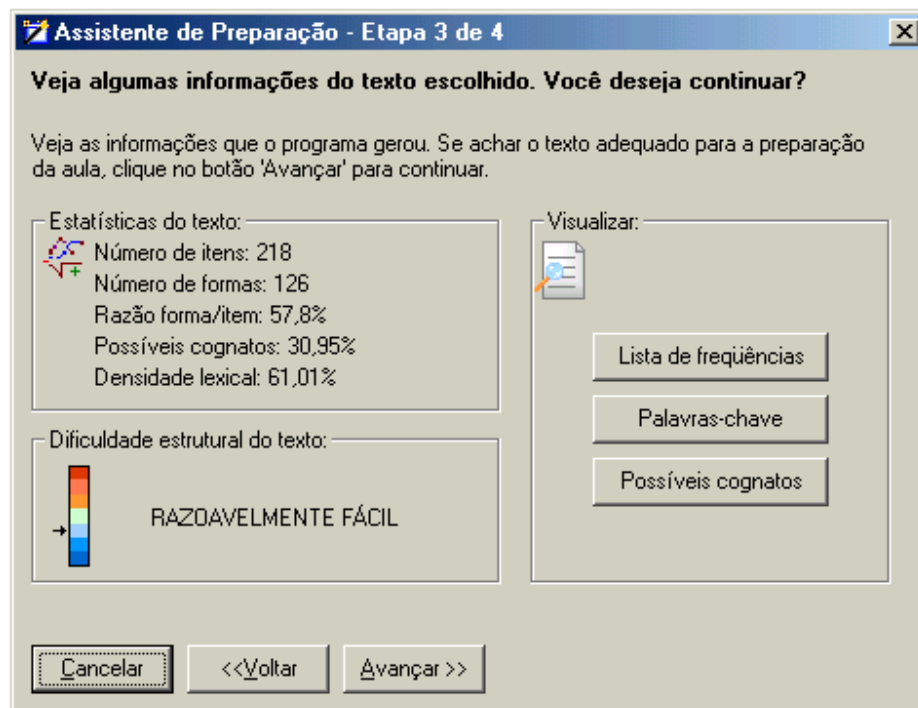 Assistente de Preparação - Etapa 3 de 4
Veja algumas informações do texto escolhido. Você deseja continuar?
Veja as informações que o programa gerou. Se achar o texto adequado para a preparação
da aula, clique no botão 'Avançar' para continuar.
Estatísticas do texto:
Número de itens: 218
Número de formas: 126
Razão forma/item: 57,8%
Possíveis cognatos: 30,95%
Densidade lexical: 61,01%
Dificuldade estrutural do texto:
RAZOAVELMENTE FÁCIL
Visualizar:
Lista de freqüências
Palavras-chave
Possíveis cognatos
Cancelar
<<Voltar
Avançar >>